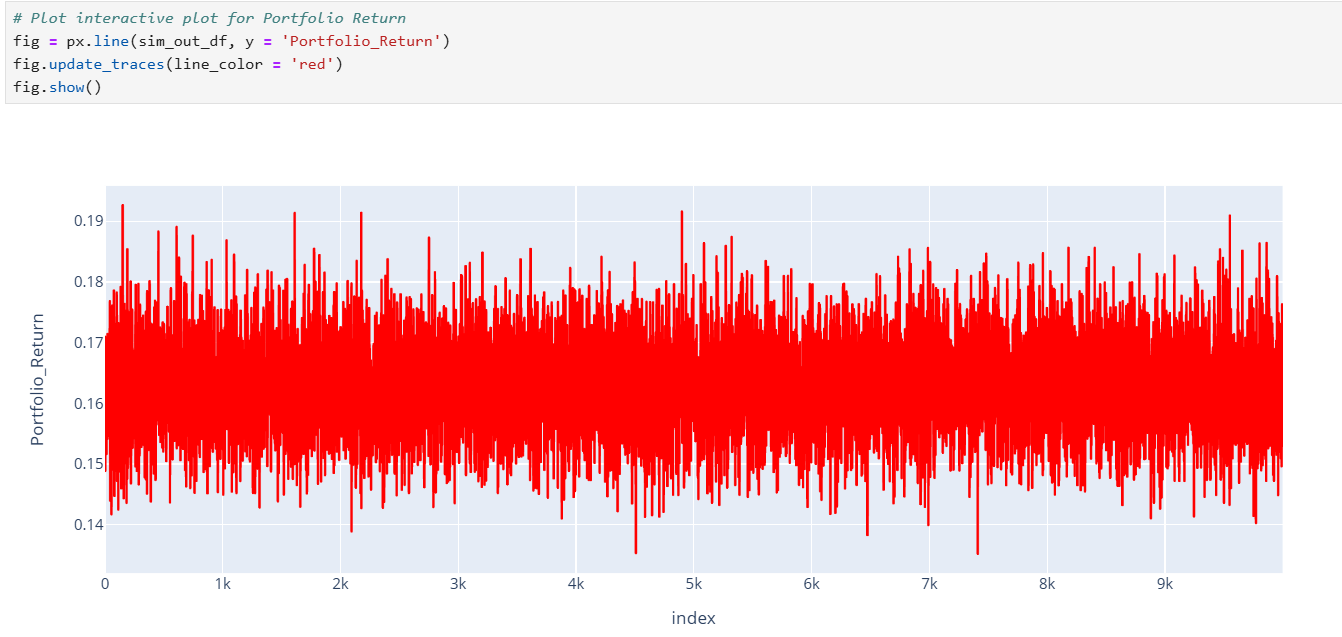 # Plot interactive plot for Portfolio Return
fig = px.line(sim_out_df, y = 'Portfolio_Return')
fig.update_traces(line_color = 'red')
fig.show()
0.19
0.18
0.17
0.16
0.15
0.14
Portfolio_Return
0 1k 2k 3k 4k 5k 6k 7k 8k 9k
index